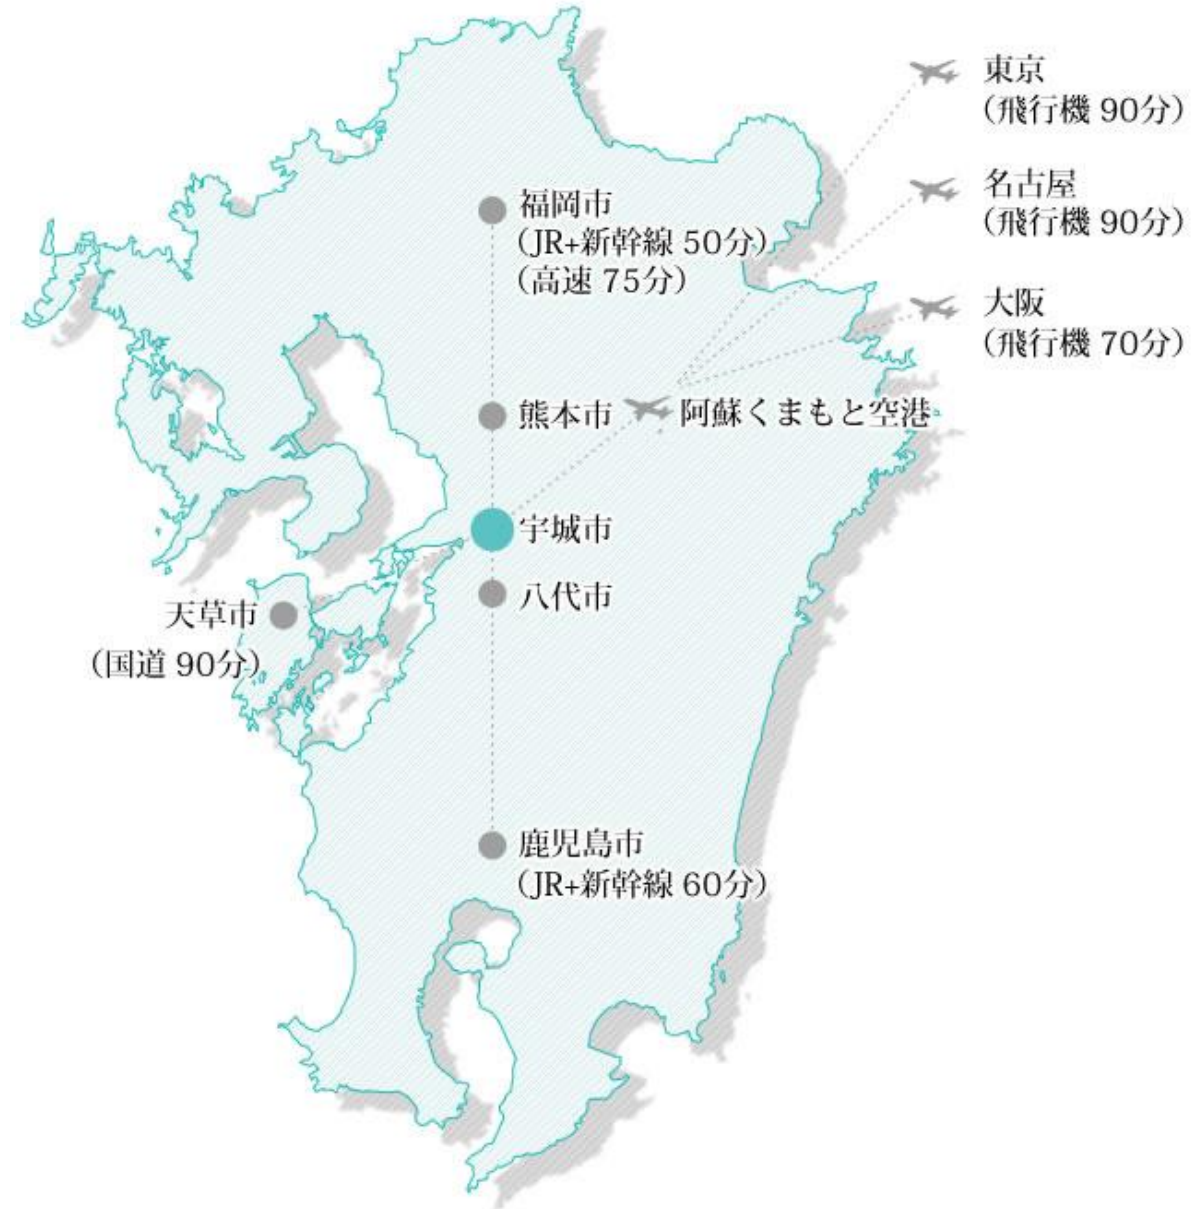 東京
(飛行機 90分)
名古屋
(飛行機 90分)
大阪
(飛行機 70分)
福岡市
(JR+新幹線 50分)
(高速 75分)
熊本市
阿蘇くまもと空港
宇城市
八代市
天草市
(国道 90分)
鹿児島市
(JR+新幹線 60分)